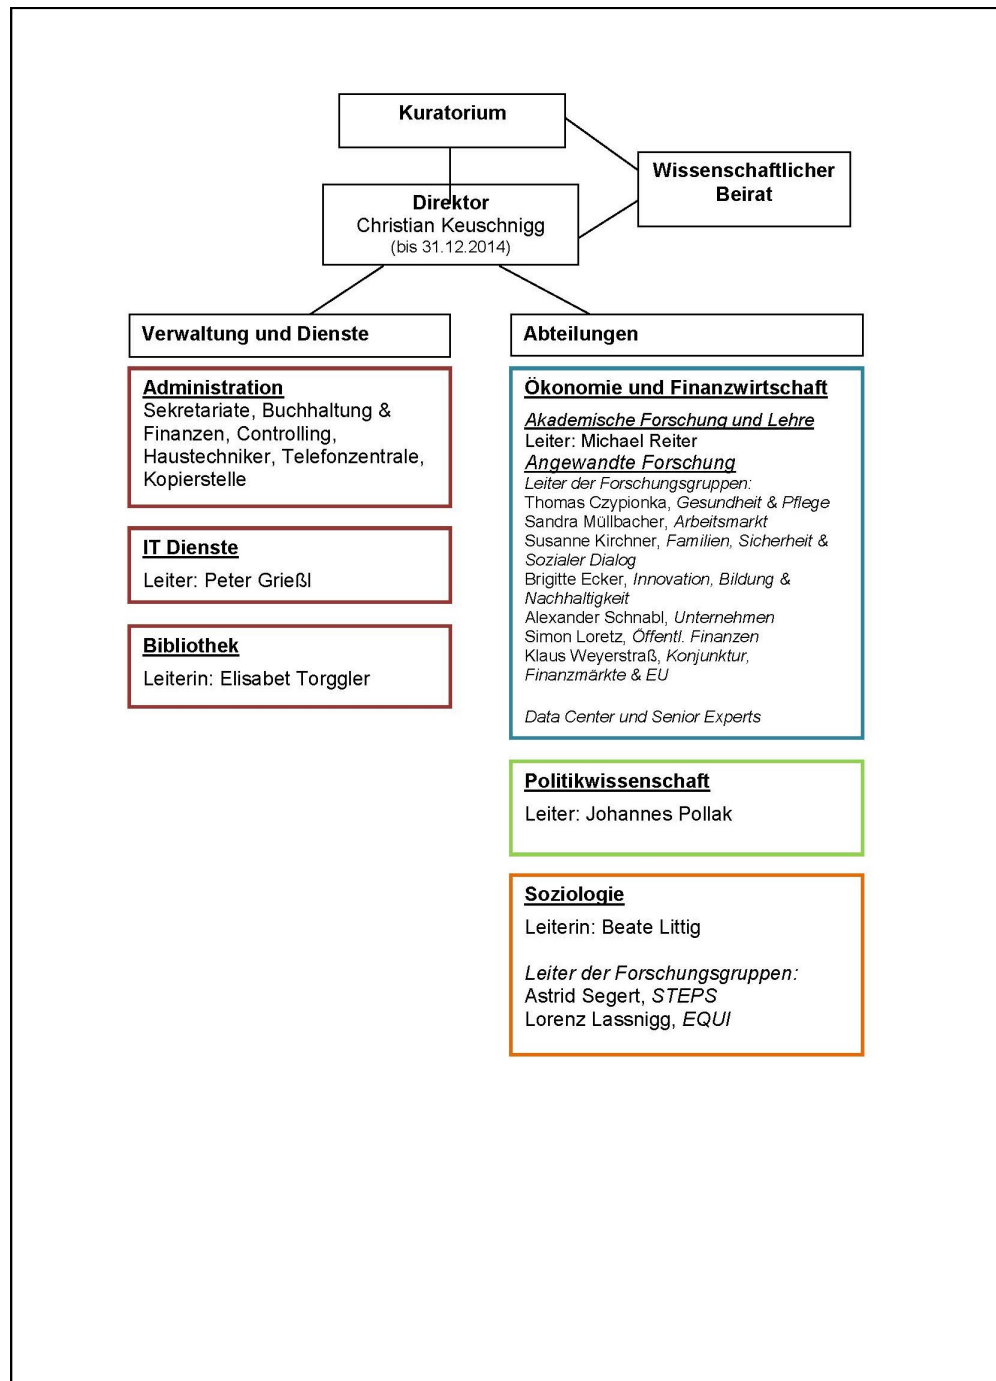 Kuratorium
Wissenschaftlicher
Beirat
Direktor
Christian Keuschnigg
(bis 31.12.2014)
Verwaltung und Dienste
Administration
Sekretariate, Buchhaltung &
Finanzen, Controlling,
Haustechniker, Telefonzentrale,
Kopierstelle
IT Dienste
Leiter: Peter Grießl
Bibliothek
Leiterin: Elisabet Torggler
Abteilungen
Ökonomie und Finanzwirtschaft
Akademische Forschung und Lehre
Leiter: Michael Reiter
Angewandte Forschung
Leiter der Forschungsgruppen:
Thomas Czypionka, Gesundheit & Pflege
Sandra Müllbacher, Arbeitsmarkt
Susanne Kirchner, Familien, Sicherheit &
Sozialer Dialog
Brigitte Ecker, Innovation, Bildung &
Nachhaltigkeit
Alexander Schnabl, Unternehmen
Simon Loretz, Öffentl. Finanzen
Klaus Weyerstraß, Konjunktur,
Finanzmärkte & EU
Data Center und Senior Experts
Politikwissenschaft
Leiter: Johannes Pollak
Soziologie
Leiterin: Beate Littig
Leiter der Forschungsgruppen:
Astrid Segert, STEPS
Lorenz Lassnigg, EQUI